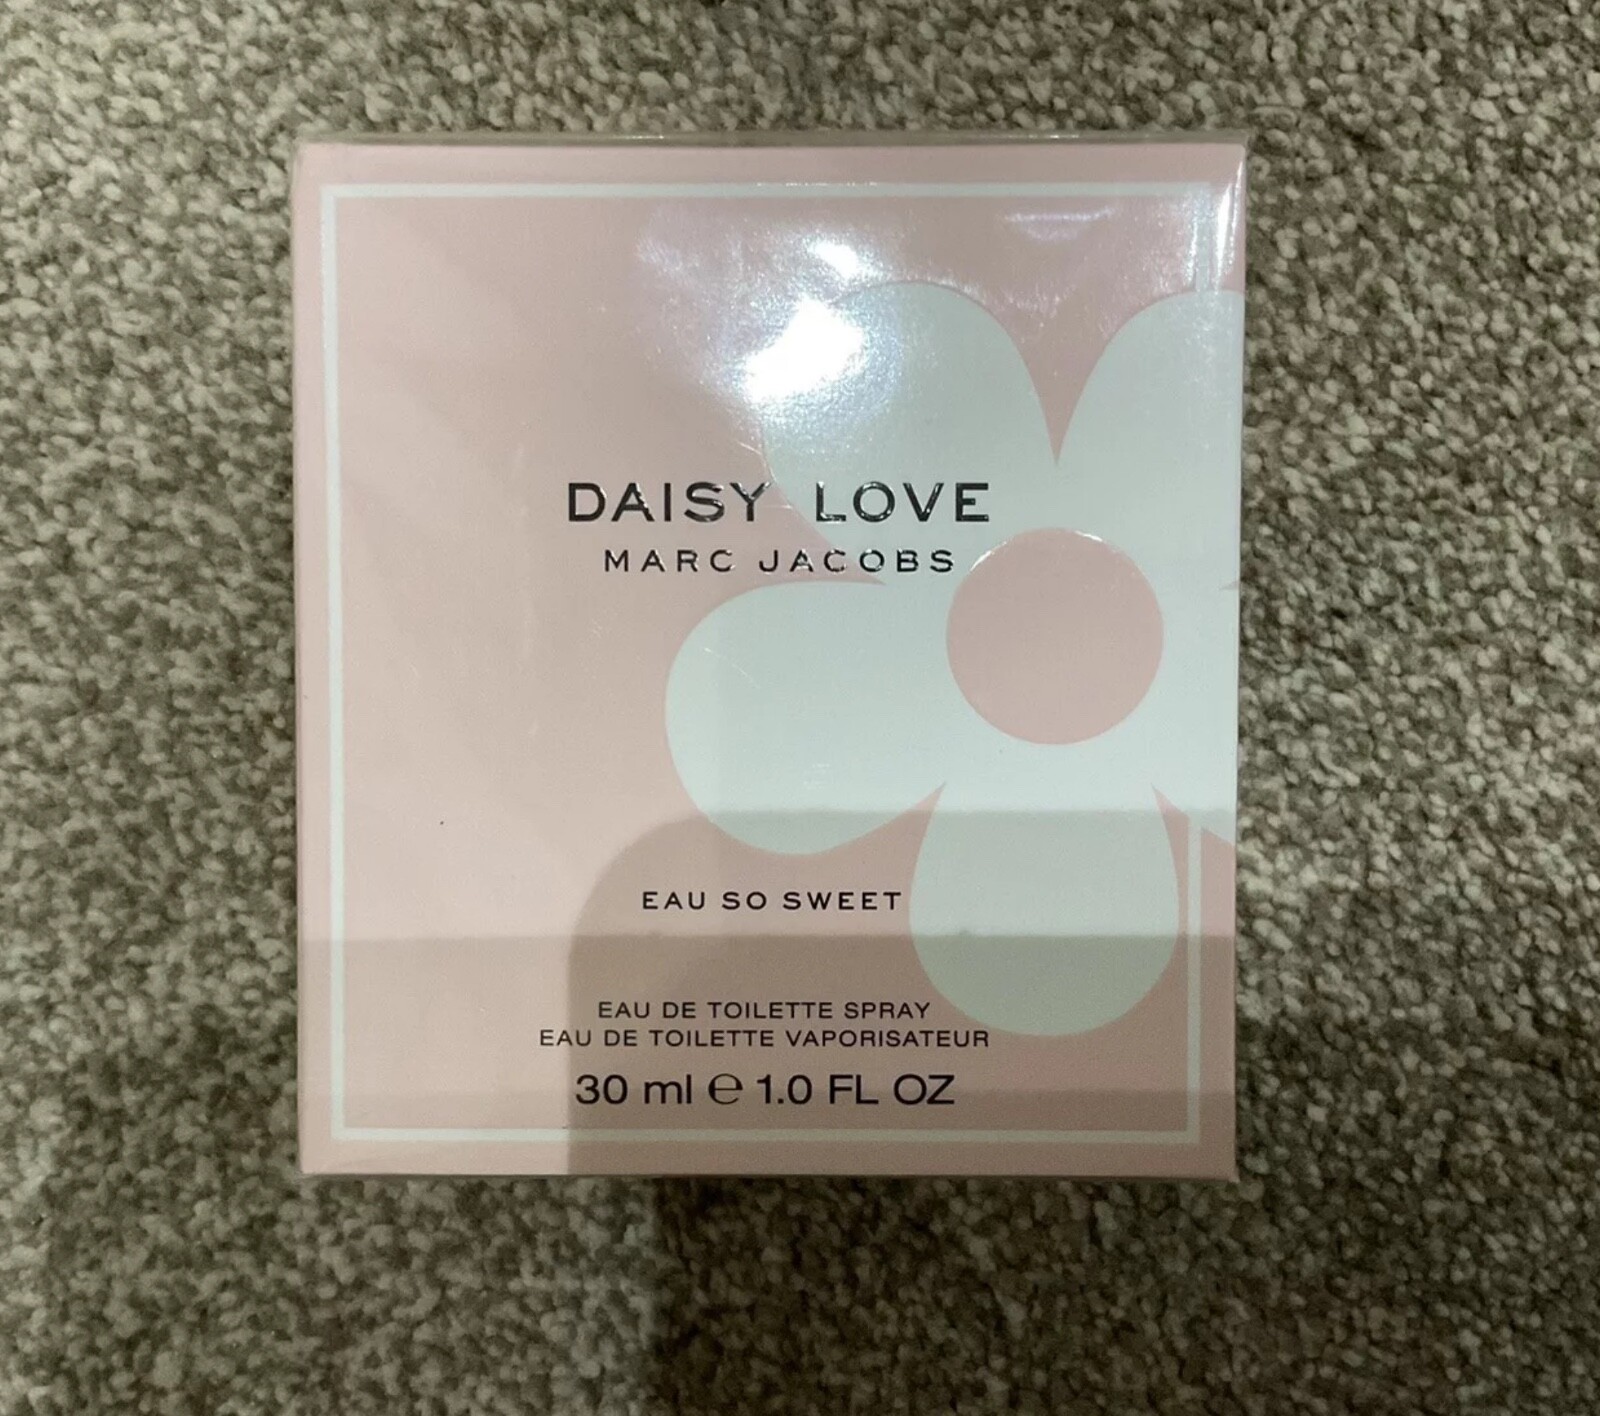 DAISY LOVE
MARC JACOBS
EAU SO SWEET
EAU DE TOILETTE SPRAY
EAU DE TOILETTE VAPORISATEUR
30 ml ℮ 1.0 FL OZ